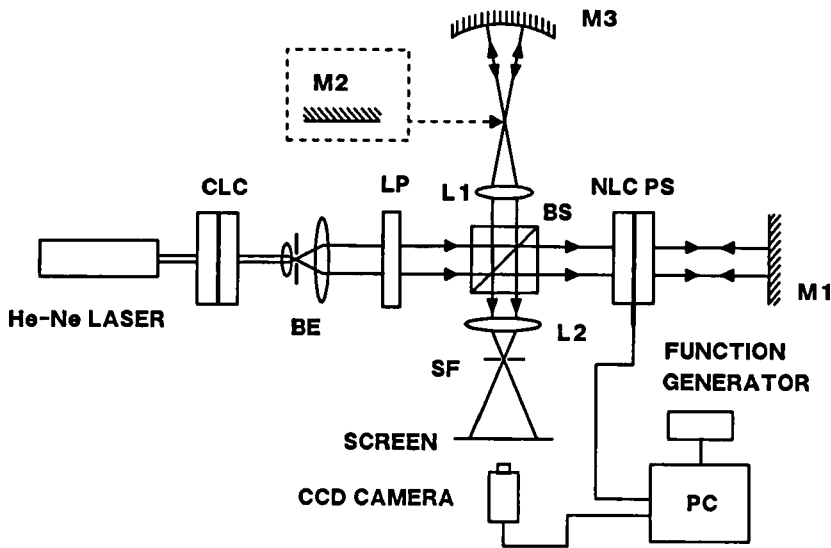 M3
M2
CLC
LP
L1
NLC PS
BS
He-Ne LASER
BE
M1
L2
SF
FUNCTION
GENERATOR
SCREEN
CCD CAMERA
PC